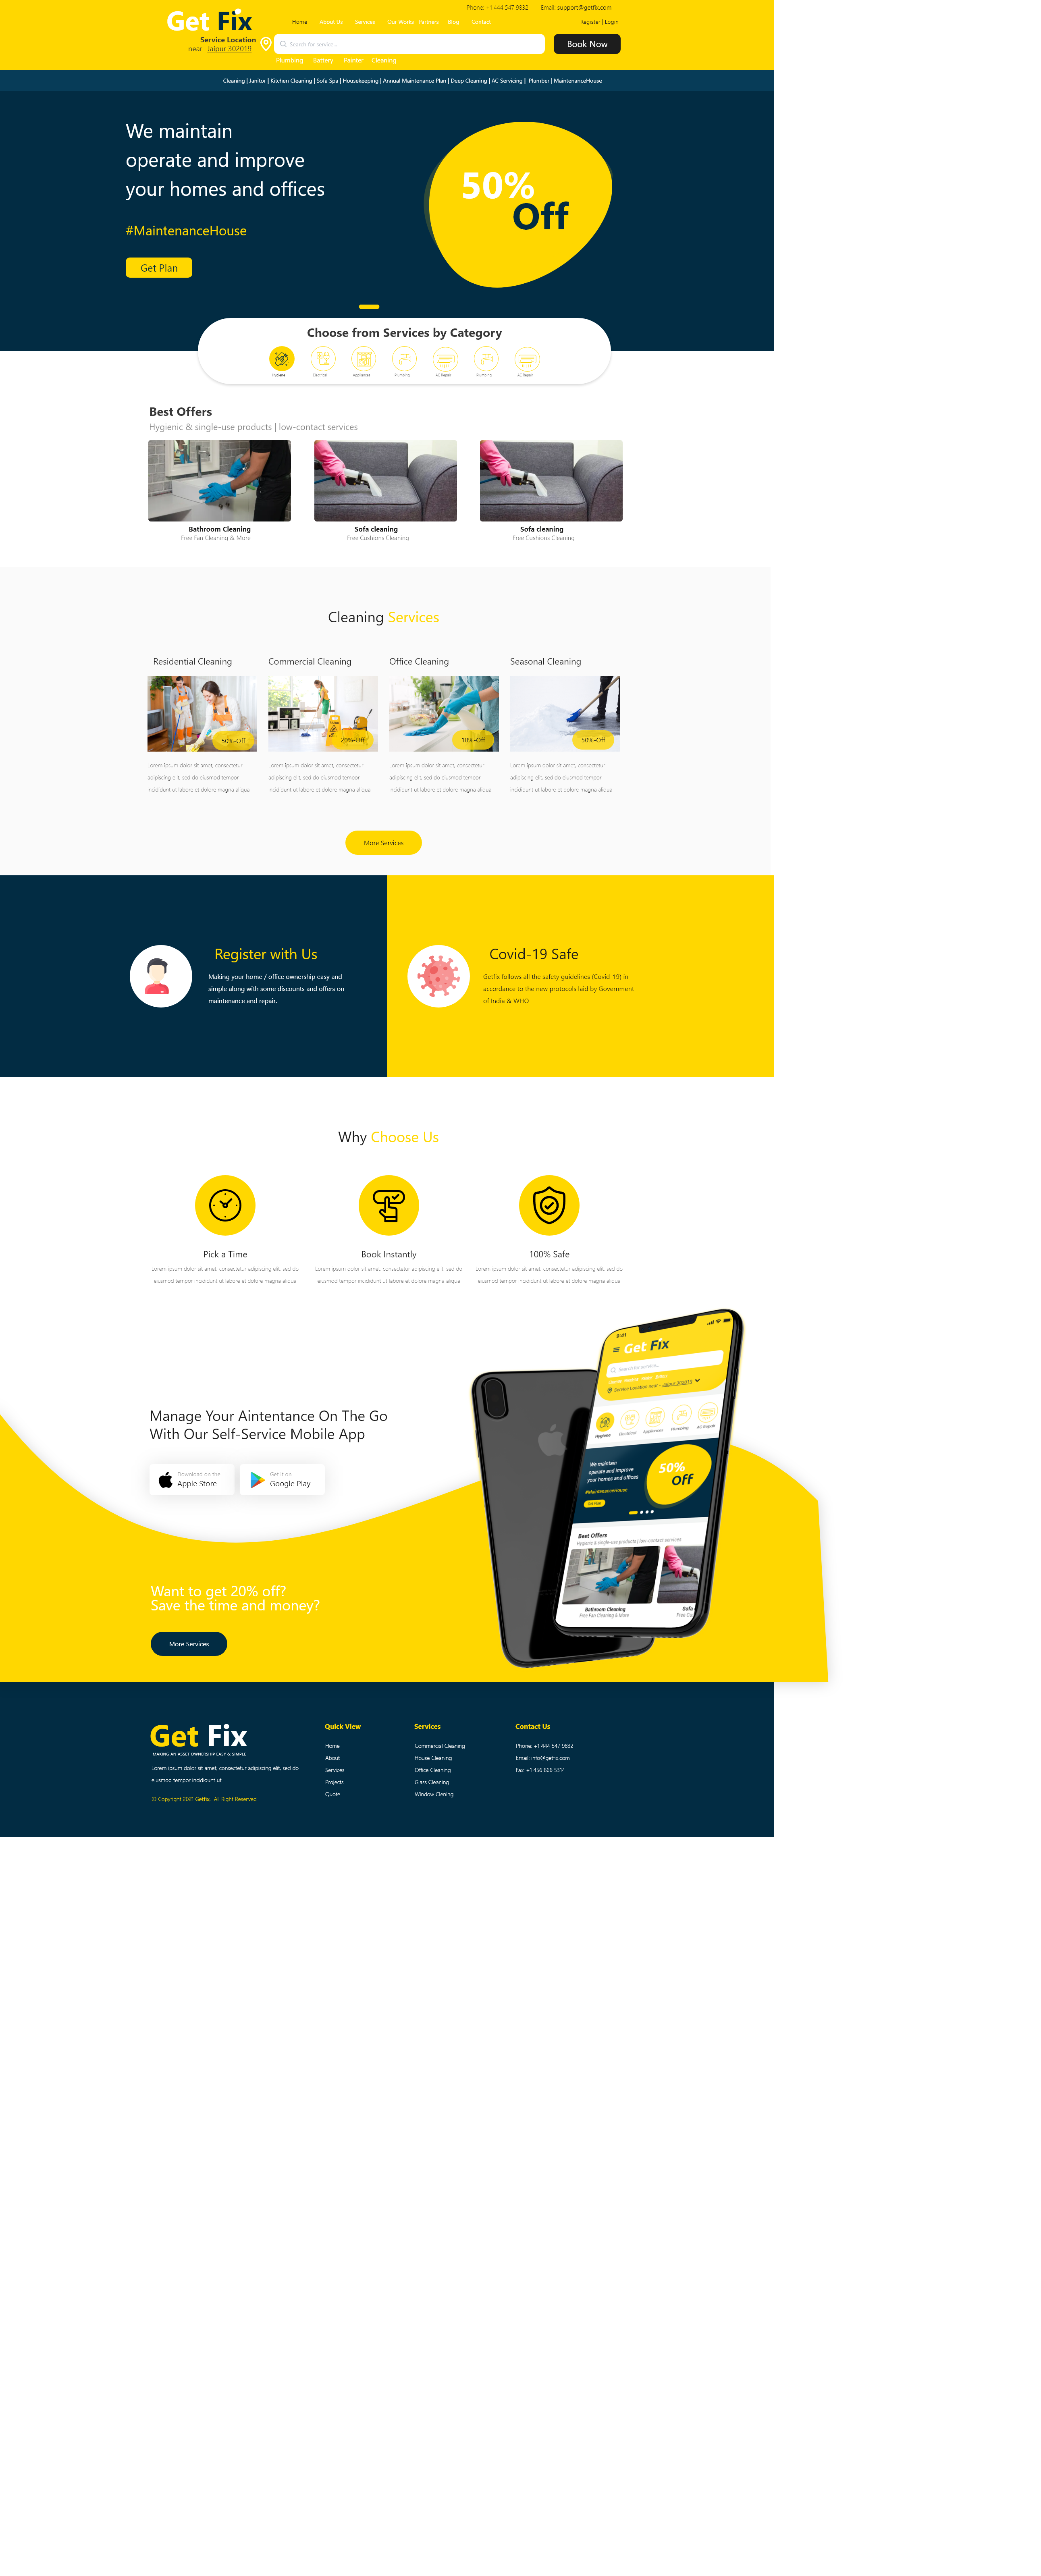 Phone: +1 444 547 9832 Email: support@getfix.com
Get Fix
Home About Us Services Our Works Partners Blog Contact Register | Login
Service Location
near- Jaipur 302019
Search for service...
Book Now
Plumbing Battery Painter Cleaning
Cleaning | Janitor | Kitchen Cleaning | Sofa Spa | Housekeeping | Annual Maintenance Plan | Deep Cleaning | AC Servicing | Plumber | MaintenanceHouse
We maintain
operate and improve
your homes and offices
#MaintenanceHouse
Get Plan
50%
Off
Choose from Services by Category
Hygiene Electrical Appliances Plumbing AC Repair Plumbing AC Repair
Best Offers
Hygienic & single-use products | low-contact services
Bathroom Cleaning Sofa cleaning Sofa cleaning
Free Fan Cleaning & More Free Cushions Cleaning Free Cushions Cleaning
Cleaning Services
Residential Cleaning Commercial Cleaning Office Cleaning Seasonal Cleaning
50%-Off 20%-Off 10%-Off 50%-Off
Lorem ipsum dolor sit amet, consectetur Lorem ipsum dolor sit amet, consectetur Lorem ipsum dolor sit amet, consectetur Lorem ipsum dolor sit amet, consectetur
adipiscing elit, sed do eiusmod tempor adipiscing elit, sed do eiusmod tempor adipiscing elit, sed do eiusmod tempor adipiscing elit, sed do eiusmod tempor
incididunt ut labore et dolore magna aliqua incididunt ut labore et dolore magna aliqua incididunt ut labore et dolore magna aliqua incididunt ut labore et dolore magna aliqua
More Services
Register with Us
Making your home / office ownership easy and
simple along with some discounts and offers on
maintenance and repair.
Covid-19 Safe
Getfix follows all the safety guidelines (Covid-19) in
accordance to the new protocols laid by Government
of India & WHO
Why Choose Us
Pick a Time Book Instantly 100% Safe
Lorem ipsum dolor sit amet, consectetur adipiscing elit, sed do Lorem ipsum dolor sit amet, consectetur adipiscing elit, sed do Lorem ipsum dolor sit amet, consectetur adipiscing elit, sed do
eiusmod tempor incididunt ut labore et dolore magna aliqua eiusmod tempor incididunt ut labore et dolore magna aliqua eiusmod tempor incididunt ut labore et dolore magna aliqua
Manage Your Aintentance On The Go
With Our Self-Service Mobile App
Download on the
Apple Store
Get it on
Google Play
9:41
Get Fix
Search for service...
Service Location near - Jaipur 302019
Hygiene Electrical Appliances Plumbing AC Repair
We maintain
operate and improve
your homes and offices
#MaintenanceHouse
Get Plan
50%
Off
Best Offers
Hygienic & single-use products | low-contact services
Bathroom Cleaning Sofa
Free Fan Cleaning & More Free Cu
Want to get 20% off?
Save the time and money?
More Services
Get Fix
MAKING AN ASSET OWNERSHIP EASY & SIMPLE
Lorem ipsum dolor sit amet, consectetur adipiscing elit, sed do
eiusmod tempor incididunt ut
© Copyright 2021 Getfix, All Right Reserved
Quick View
Home
About
Services
Projects
Quote
Services
Commercial Cleaning
House Cleaning
Office Cleaning
Glass Cleaning
Window Clening
Contact Us
Phone: +1 444 547 9832
Email: info@getfix.com
Fax: +1 456 666 5314